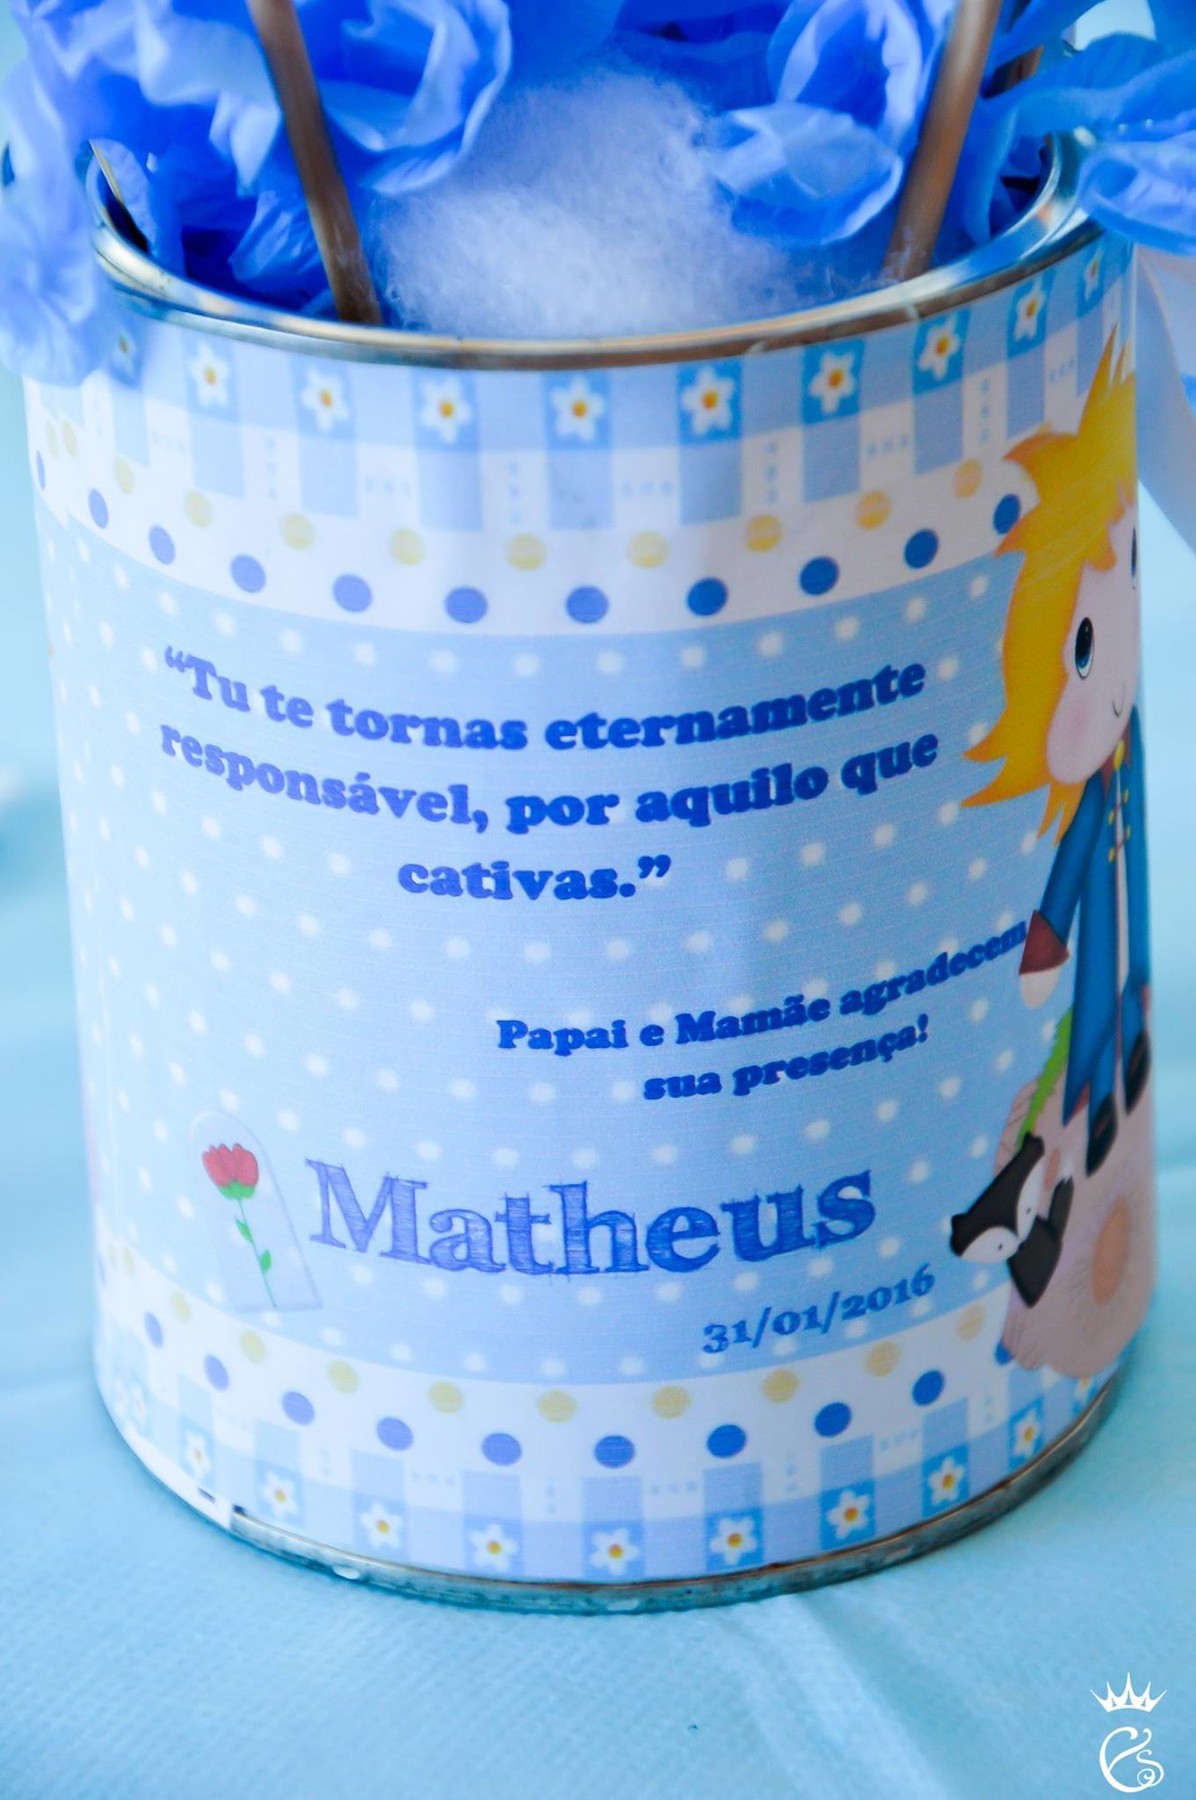 “Tu te tornas eternamente
responsável, por aquilo que
cativas.”
Papai e Mamãe agradecem
sua presença!
Matheus
31/01/2016